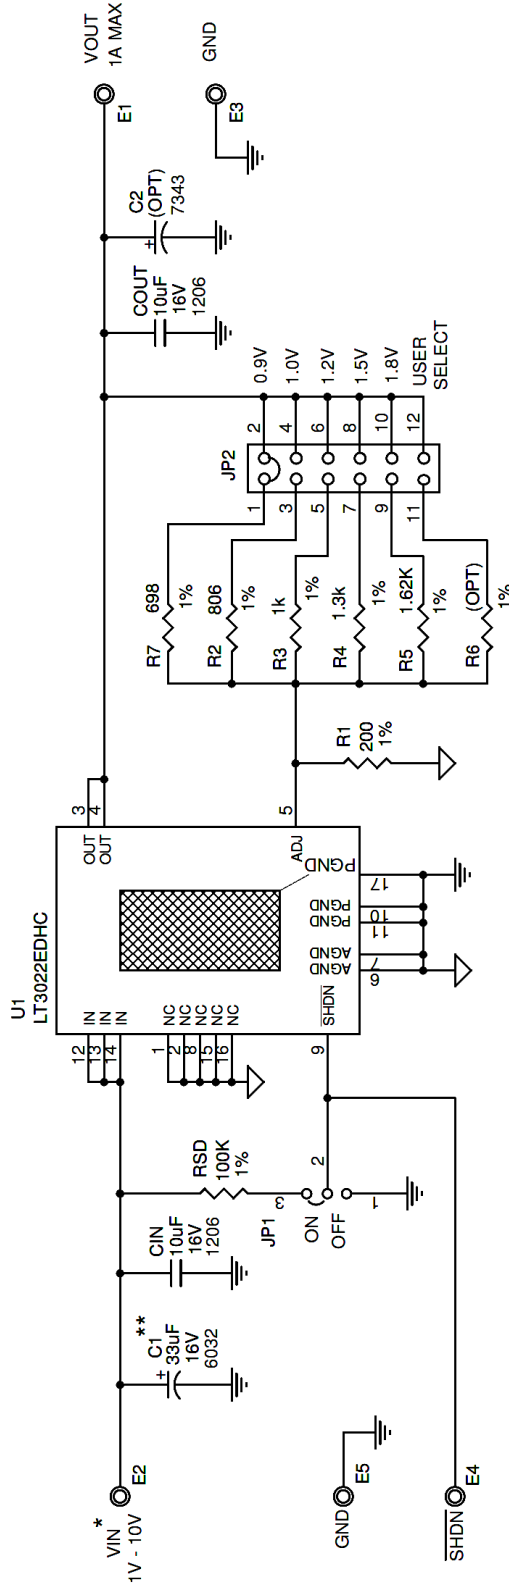 *
VIN
1V - 10V
E2
**
C1
33uF
16V
6032
+
CIN
10uF
16V
1206
RSD
100K
1%
JP1
ON
OFF
3
2
1
GND
E5
SHDN
E4
U1
LT3022EDHC
12
13
14
IN
IN
IN
1
2
8
15
16
NC
NC
NC
NC
NC
9
SHDN
OUT
OUT
3
4
ADJ
5
PGND
17
PGND
10
PGND
11
AGND
7
AGND
6
R1
200
1%
R7
698
1%
R2
806
1%
R3
1k
1%
R4
1.3k
1%
R5
1.62K
1%
R6
(OPT)
1%
JP2
1
2
0.9V
3
4
1.0V
5
6
1.2V
7
8
1.5V
9
10
1.8V
11
12
USER
SELECT
COUT
10uF
16V
1206
C2
(OPT)
7343
+
VOUT
1A MAX
E1
GND
E3